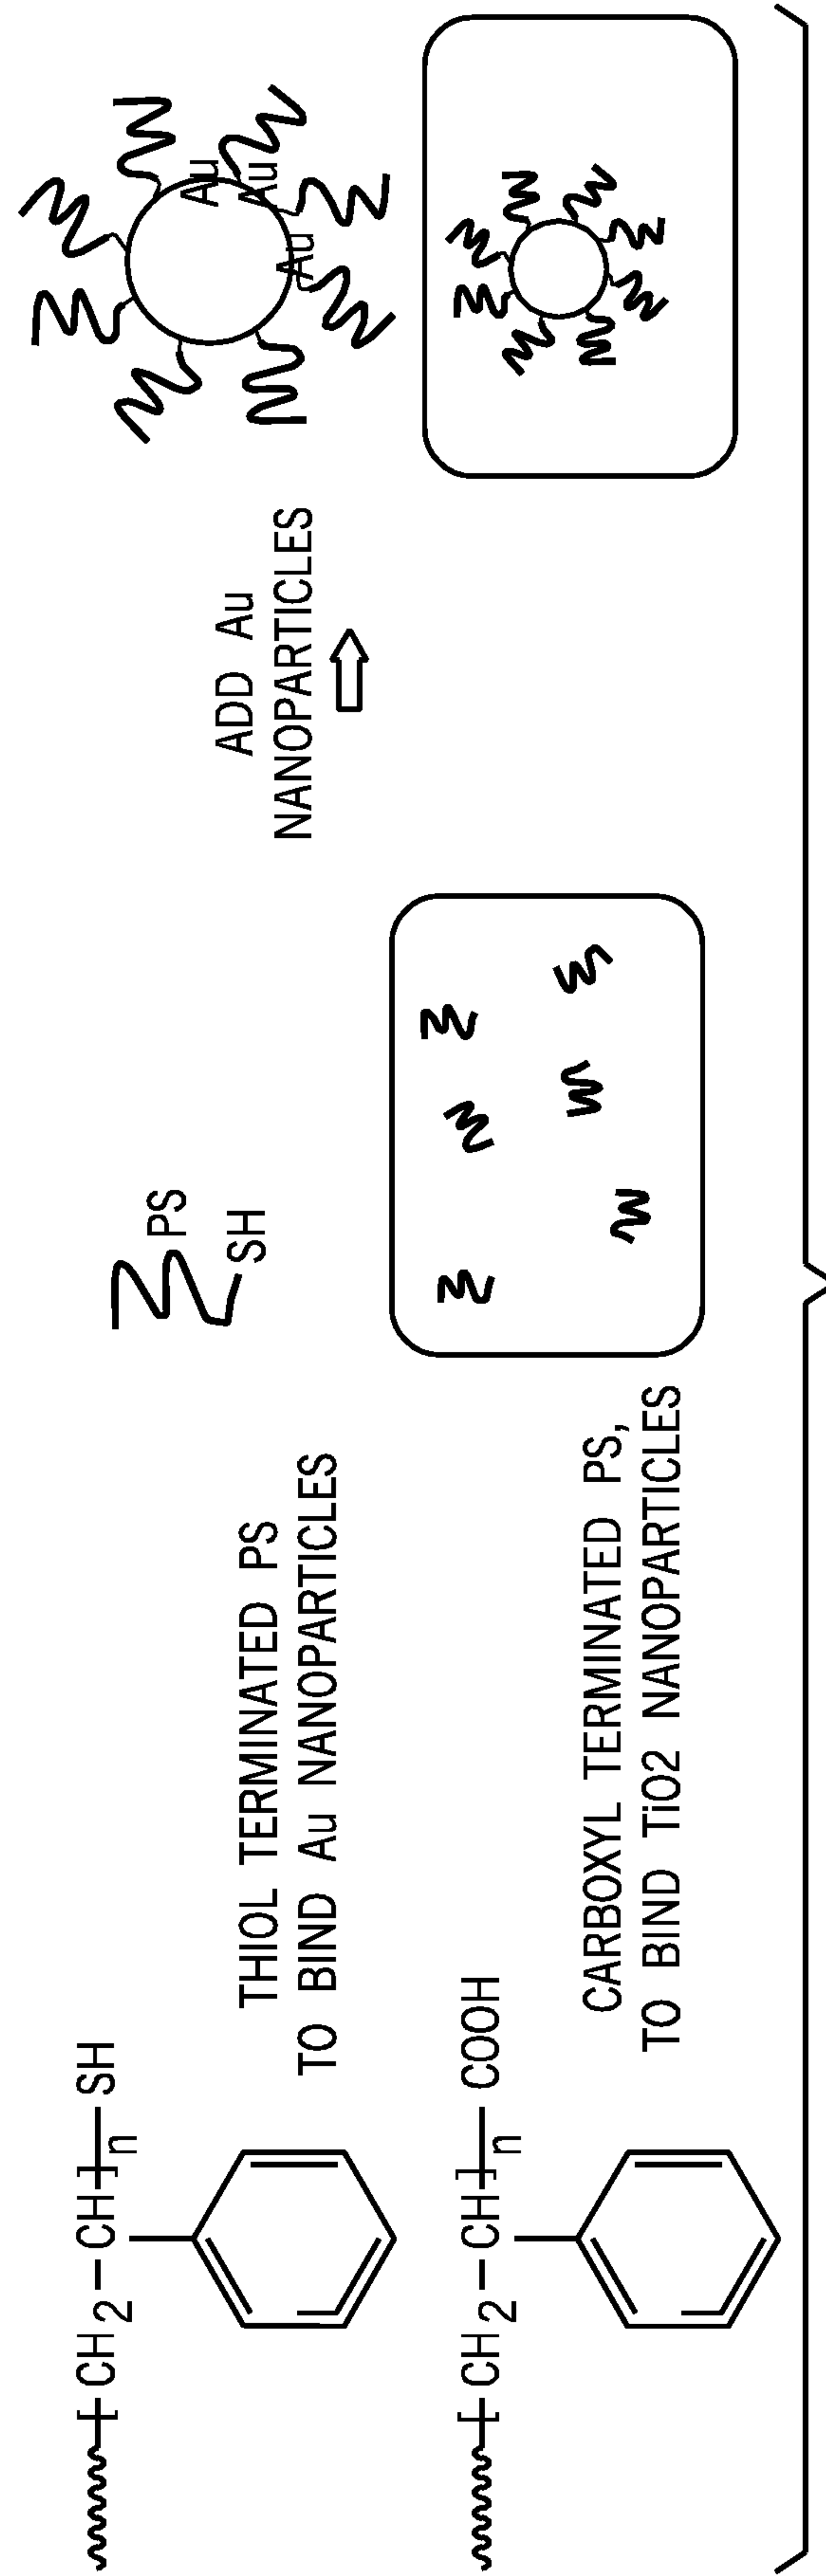 [ CH2 – CH ]n SH
THIOL TERMINATED PS
TO BIND Au NANOPARTICLES
[ CH2 – CH ]n COOH
CARBOXYL TERMINATED PS,
TO BIND TiO2 NANOPARTICLES
PS
SH
ADD Au
NANOPARTICLES
Au
Au
Au